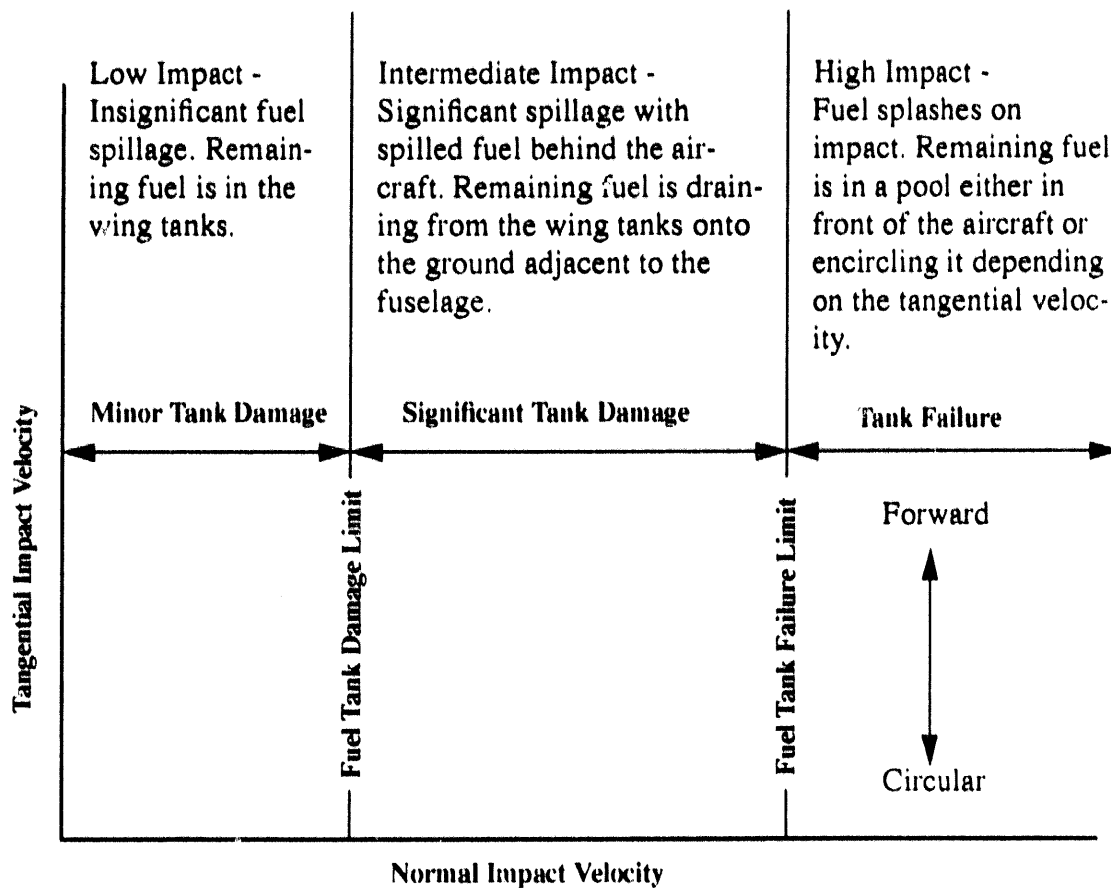 Low Impact -
Insignificant fuel
spillage. Remain-
ing fuel is in the
wing tanks.
Intermediate Impact -
Significant spillage with
spilled fuel behind the air-
craft. Remaining fuel is drain-
ing from the wing tanks onto
the ground adjacent to the
fuselage.
High Impact -
Fuel splashes on
impact. Remaining fuel
is in a pool either in
front of the aircraft or
encircling it depending
on the tangential veloc-
ity.
Minor Tank Damage
Significant Tank Damage
Tank Failure
Tangential Impact Velocity
Fuel Tank Damage Limit
Fuel Tank Failure Limit
Forward
Circular
Normal Impact Velocity